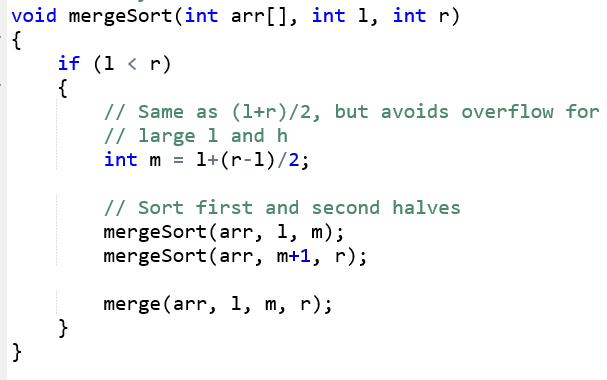 void mergeSort(int arr[], int l, int r)
{
if (l < r)
{
// Same as (l+r)/2, but avoids overflow for
// large l and h
int m = l+(r-l)/2;
// Sort first and second halves
mergeSort(arr, l, m);
mergeSort(arr, m+1, r);
merge(arr, l, m, r);
}
}